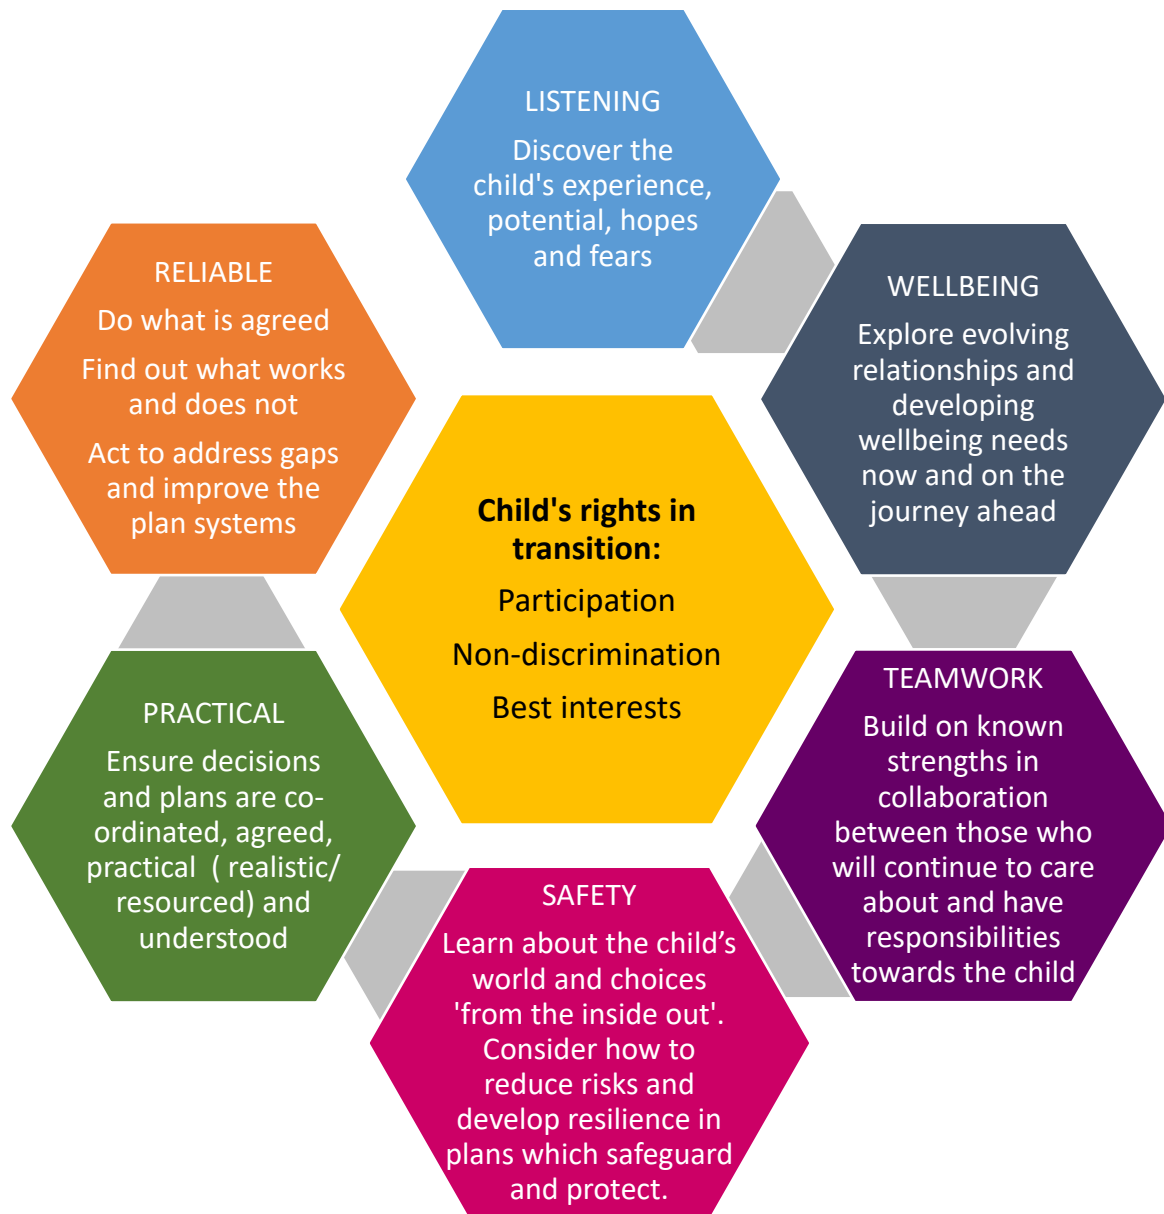 LISTENING
Discover the
child's experience,
potential, hopes
and fears
WELLBEING
Explore evolving
relationships and
developing
wellbeing needs
now and on the
journey ahead
TEAMWORK
Build on known
strengths in
collaboration
between those who
will continue to care
about and have
responsibilities
towards the child
SAFETY
Learn about the child’s
world and choices
'from the inside out'.
Consider how to
reduce risks and
develop resilience in
plans which safeguard
and protect.
PRACTICAL
Ensure decisions
and plans are co-
ordinated, agreed,
practical ( realistic/
resourced) and
understood
RELIABLE
Do what is agreed
Find out what works
and does not
Act to address gaps
and improve the
plan systems
Child's rights in
transition:
Participation
Non-discrimination
Best interests